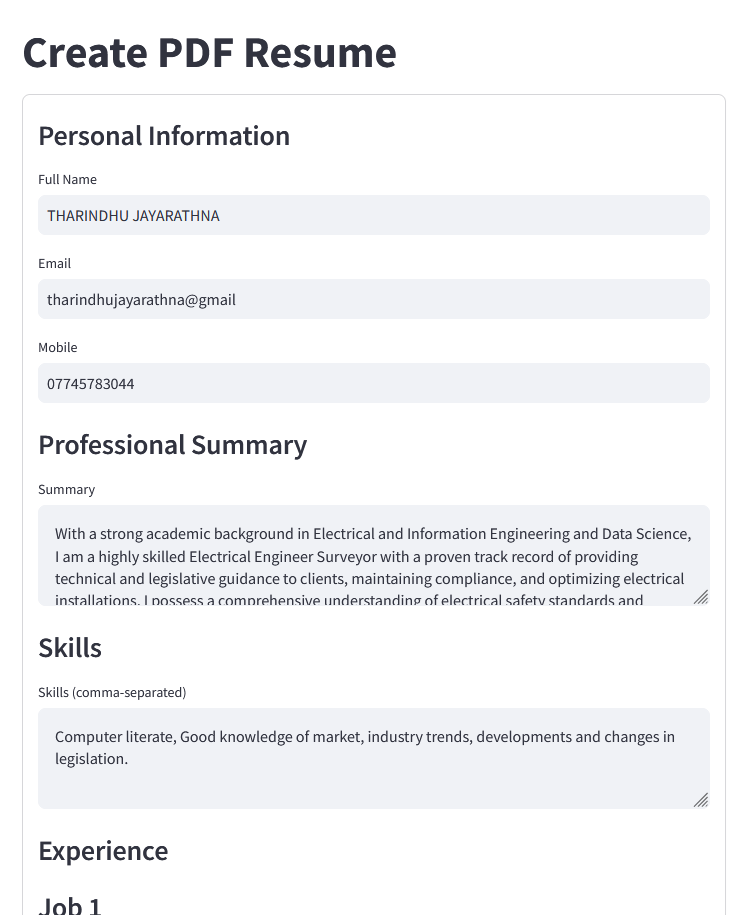 Create PDF Resume
Personal Information
Full Name
THARINDHU JAYARATHNA
Email
tharindhujayarathna@gmail
Mobile
07745783044
Professional Summary
Summary
With a strong academic background in Electrical and Information Engineering and Data Science,
I am a highly skilled Electrical Engineer Surveyor with a proven track record of providing
technical and legislative guidance to clients, maintaining compliance, and optimizing electrical
installations. I possess a comprehensive understanding of electrical safety standards and
Skills
Skills (comma-separated)
Computer literate, Good knowledge of market, industry trends, developments and changes in
legislation.
Experience
Job 1